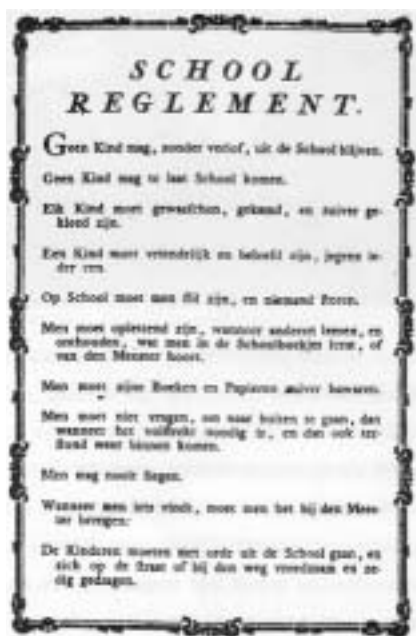 SCHOOL
REGLEMENT.
Geen Kind mag, zonder verlof, uit de School blijven.
Geen Kind mag te laat School komen.
Elk Kind moet gewasschen, gekamd, en zuiver ge-
kleed zijn.
Een Kind moet vriendelijk en beleefd zijn, jegens ie-
der een.
Op School moet men stil zijn, en niemand storen.
Men moet oplettend zijn, wanneer anderen lezen, en
onthouden, wat men in de Schoolboekjes leest, of
van den Meester hoort.
Men moet zijne Boeken en Papieren zuiver bewaren.
Men moet niet vragen, om naar buiten te gaan, dan
wanneer het volstrekt noodig is, en dan ook ter-
stond weer binnen komen.
Men mag nooit liegen.
Wanneer men iets vindt, moet men het bij den Mees-
ter brengen.
De Kinderen moeten met orde uit de School gaan, en
zich op de straat of bij den weg vreedzaam en ze-
dig gedragen.